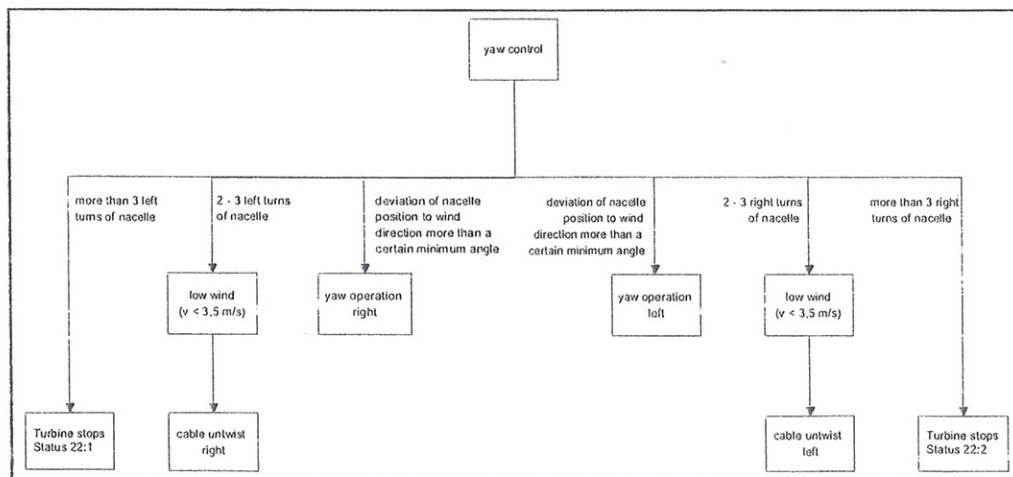 yaw control
more than 3 left
turns of nacelle
2 - 3 left turns
of nacelle
deviation of nacelle
position to wind
direction more than a
certain minimum angle
deviation of nacelle
position to wind
direction more than a
certain minimum angle
2 - 3 right turns
of nacelle
more than 3 right
turns of nacelle
low wind
(v < 3,5 m/s)
yaw operation
right
yaw operation
left
low wind
(v < 3,5 m/s)
Turbine stops
Status 22:1
cable untwist
right
cable untwist
left
Turbine stops
Status 22:2